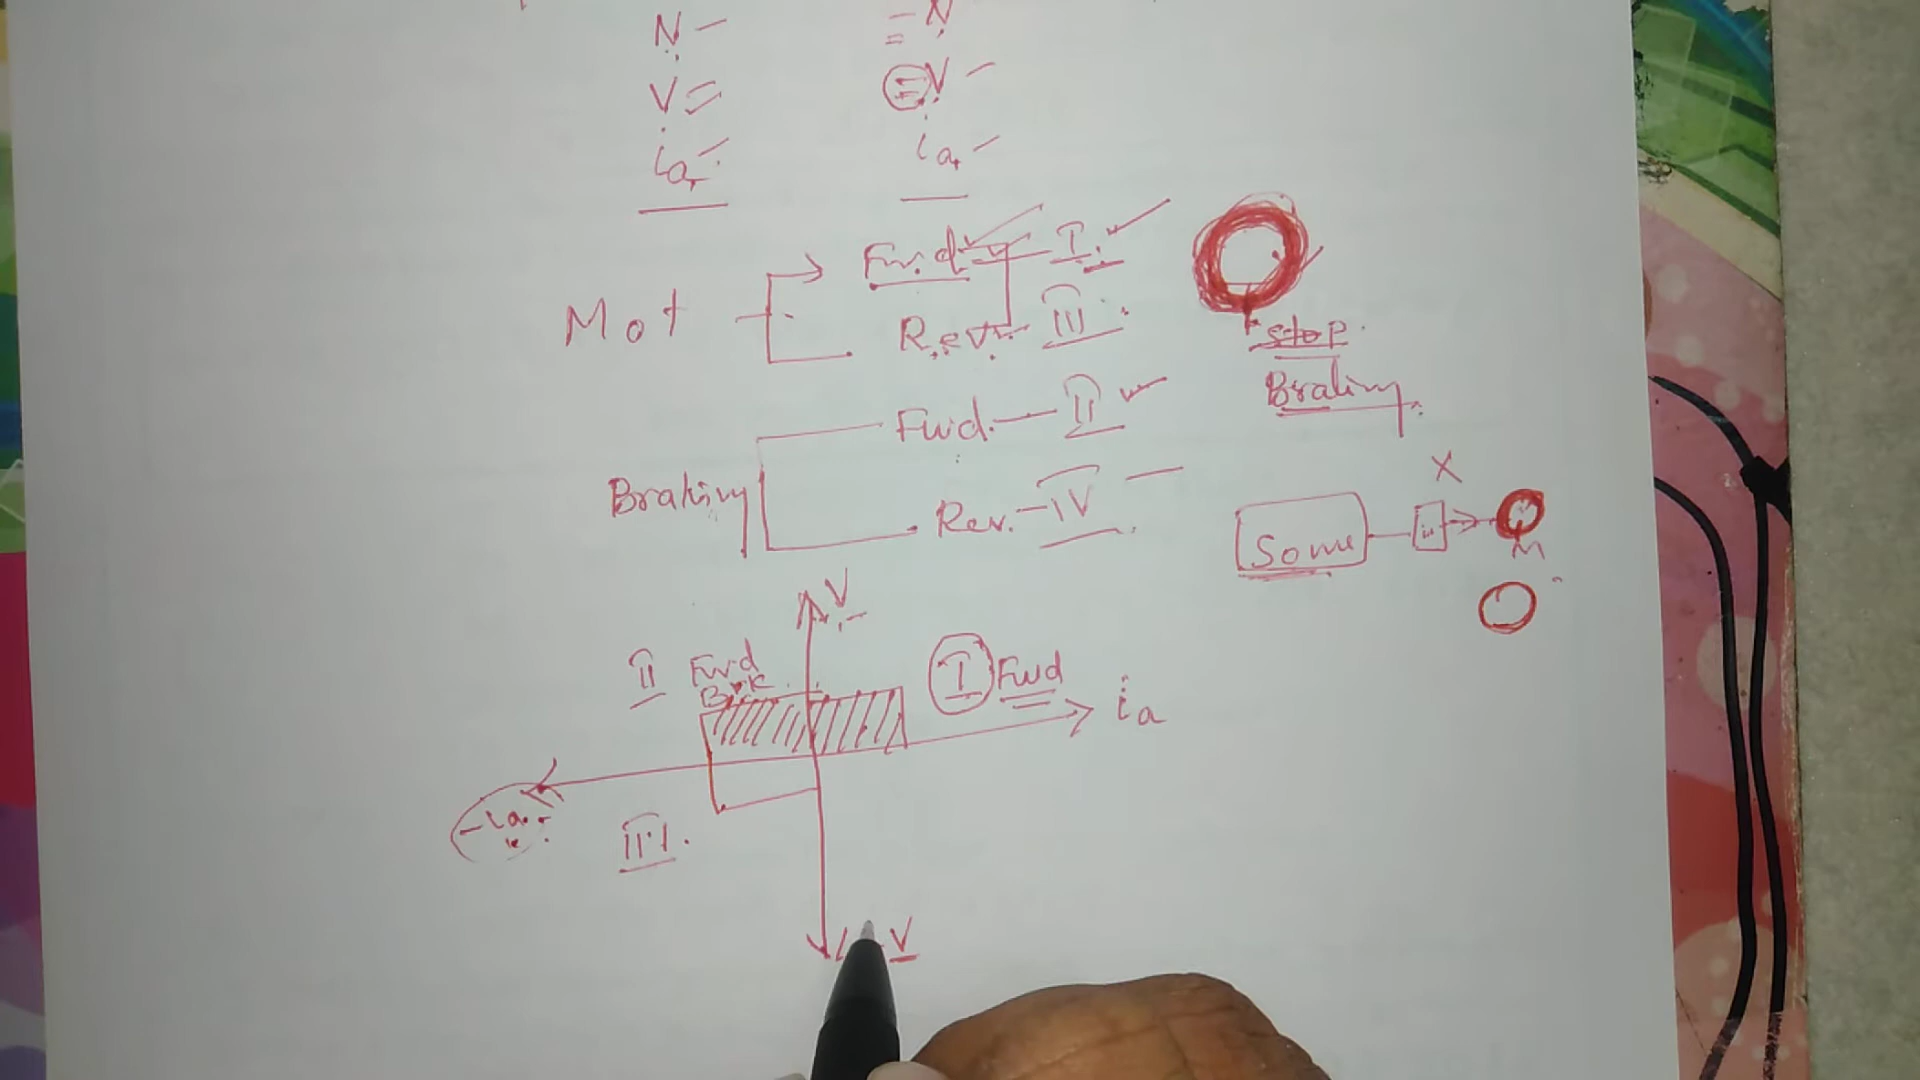 N - = N
V = = V -
ia - ia -
Fwd I
Mot
Rev III
stop
Braking
Fwd. - II
Braking
Rev. - IV
X
M
V
II Fwd I Fwd
Brk
ia
-ia
III
-V